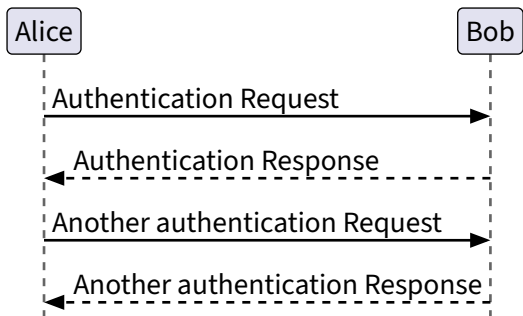 Alice
Bob
Authentication Request
Authentication Response
Another authentication Request
Another authentication Response